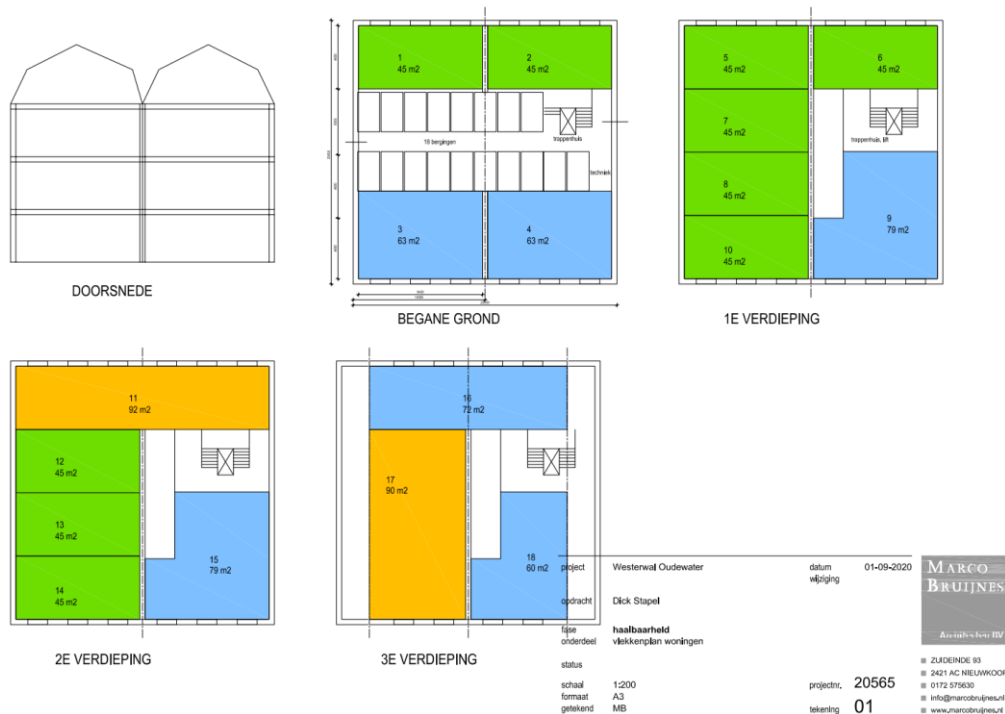 DOORSNEDE
1
45 m2
2
45 m2
18 bergingen
trappenhuis
techniek
3
63 m2
4
63 m2
BEGANE GROND
5
45 m2
6
45 m2
7
45 m2
trappenhuis, lift
8
45 m2
9
79 m2
10
45 m2
1E VERDIEPING
11
92 m2
12
45 m2
13
45 m2
14
45 m2
15
79 m2
2E VERDIEPING
16
72 m2
17
90 m2
18
60 m2
3E VERDIEPING
project Westerwal Oudewater datum 01-09-2020
wijziging
opdracht Dick Stapel
fase haalbaarheid
onderdeel vlekkenplan woningen
status
schaal 1:200 projectnr. 20565
formaat A3
getekend MB tekening 01
MARCO
BRUIJNES
Architecten BV
ZUIDEINDE 93
2421 AC NIEUWKOOP
0172 575630
info@marcobruijnes.nl
www.marcobruijnes.nl